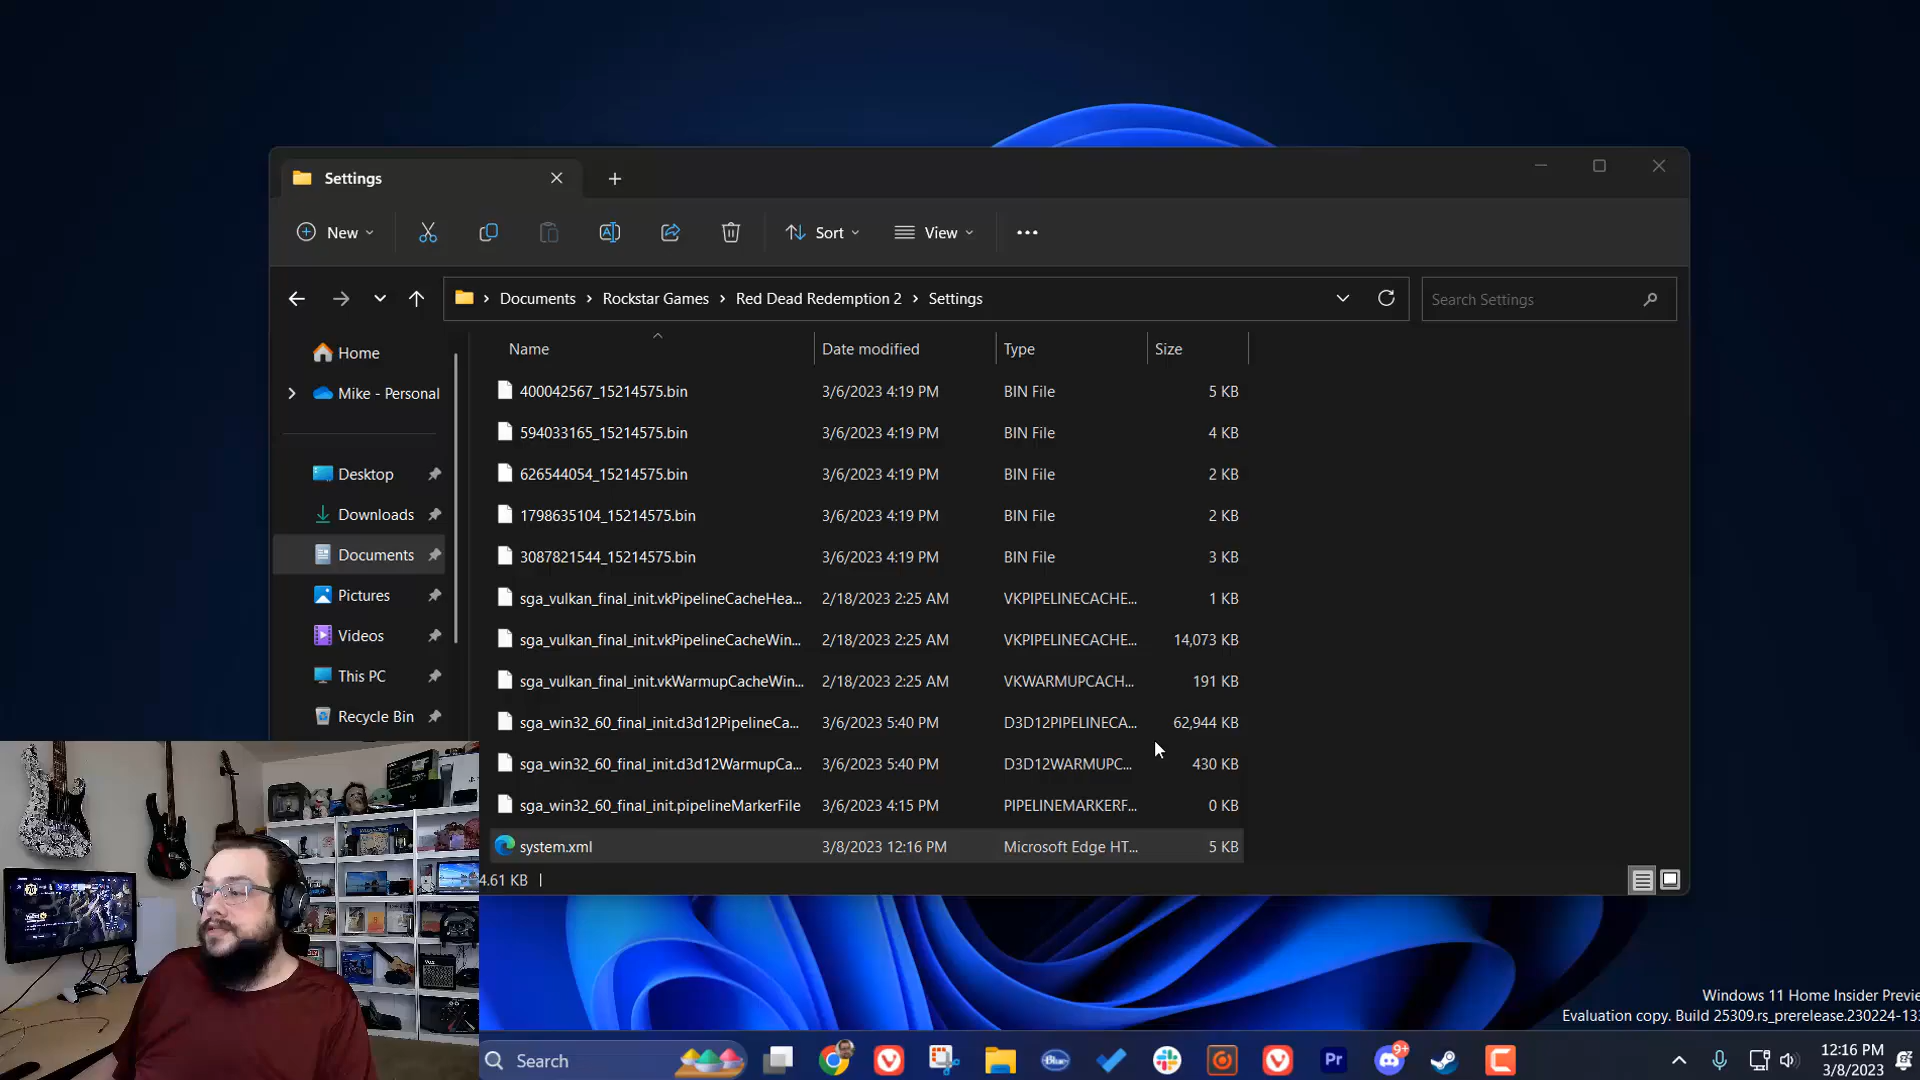 Settings
New
Sort
View
Documents
Rockstar Games
Red Dead Redemption 2
Settings
Search Settings
Home
Mike - Personal
Desktop
Downloads
Documents
Pictures
Videos
This PC
Recycle Bin
Name Date modified Type Size
400042567_15214575.bin 3/6/2023 4:19 PM BIN File 5 KB
594033165_15214575.bin 3/6/2023 4:19 PM BIN File 4 KB
626544054_15214575.bin 3/6/2023 4:19 PM BIN File 2 KB
1798635104_15214575.bin 3/6/2023 4:19 PM BIN File 2 KB
3087821544_15214575.bin 3/6/2023 4:19 PM BIN File 3 KB
sga_vulkan_final_init.vkPipelineCacheHea... 2/18/2023 2:25 AM VKPIPELINECACHE... 1 KB
sga_vulkan_final_init.vkPipelineCacheWin... 2/18/2023 2:25 AM VKPIPELINECACHE... 14,073 KB
sga_vulkan_final_init.vkWarmupCacheWin... 2/18/2023 2:25 AM VKWARMUPCACH... 191 KB
sga_win32_60_final_init.d3d12PipelineCa... 3/6/2023 5:40 PM D3D12PIPELINECA... 62,944 KB
sga_win32_60_final_init.d3d12WarmupCa... 3/6/2023 5:40 PM D3D12WARMUPC... 430 KB
sga_win32_60_final_init.pipelineMarkerFile 3/6/2023 4:15 PM PIPELINEMARKERF... 0 KB
system.xml 3/8/2023 12:16 PM Microsoft Edge HT... 5 KB
4.61 KB
Windows 11 Home Insider Previe
Evaluation copy. Build 25309.rs_prerelease.230224-13
Search
Blue
Pr
9+
12:16 PM
3/8/2023